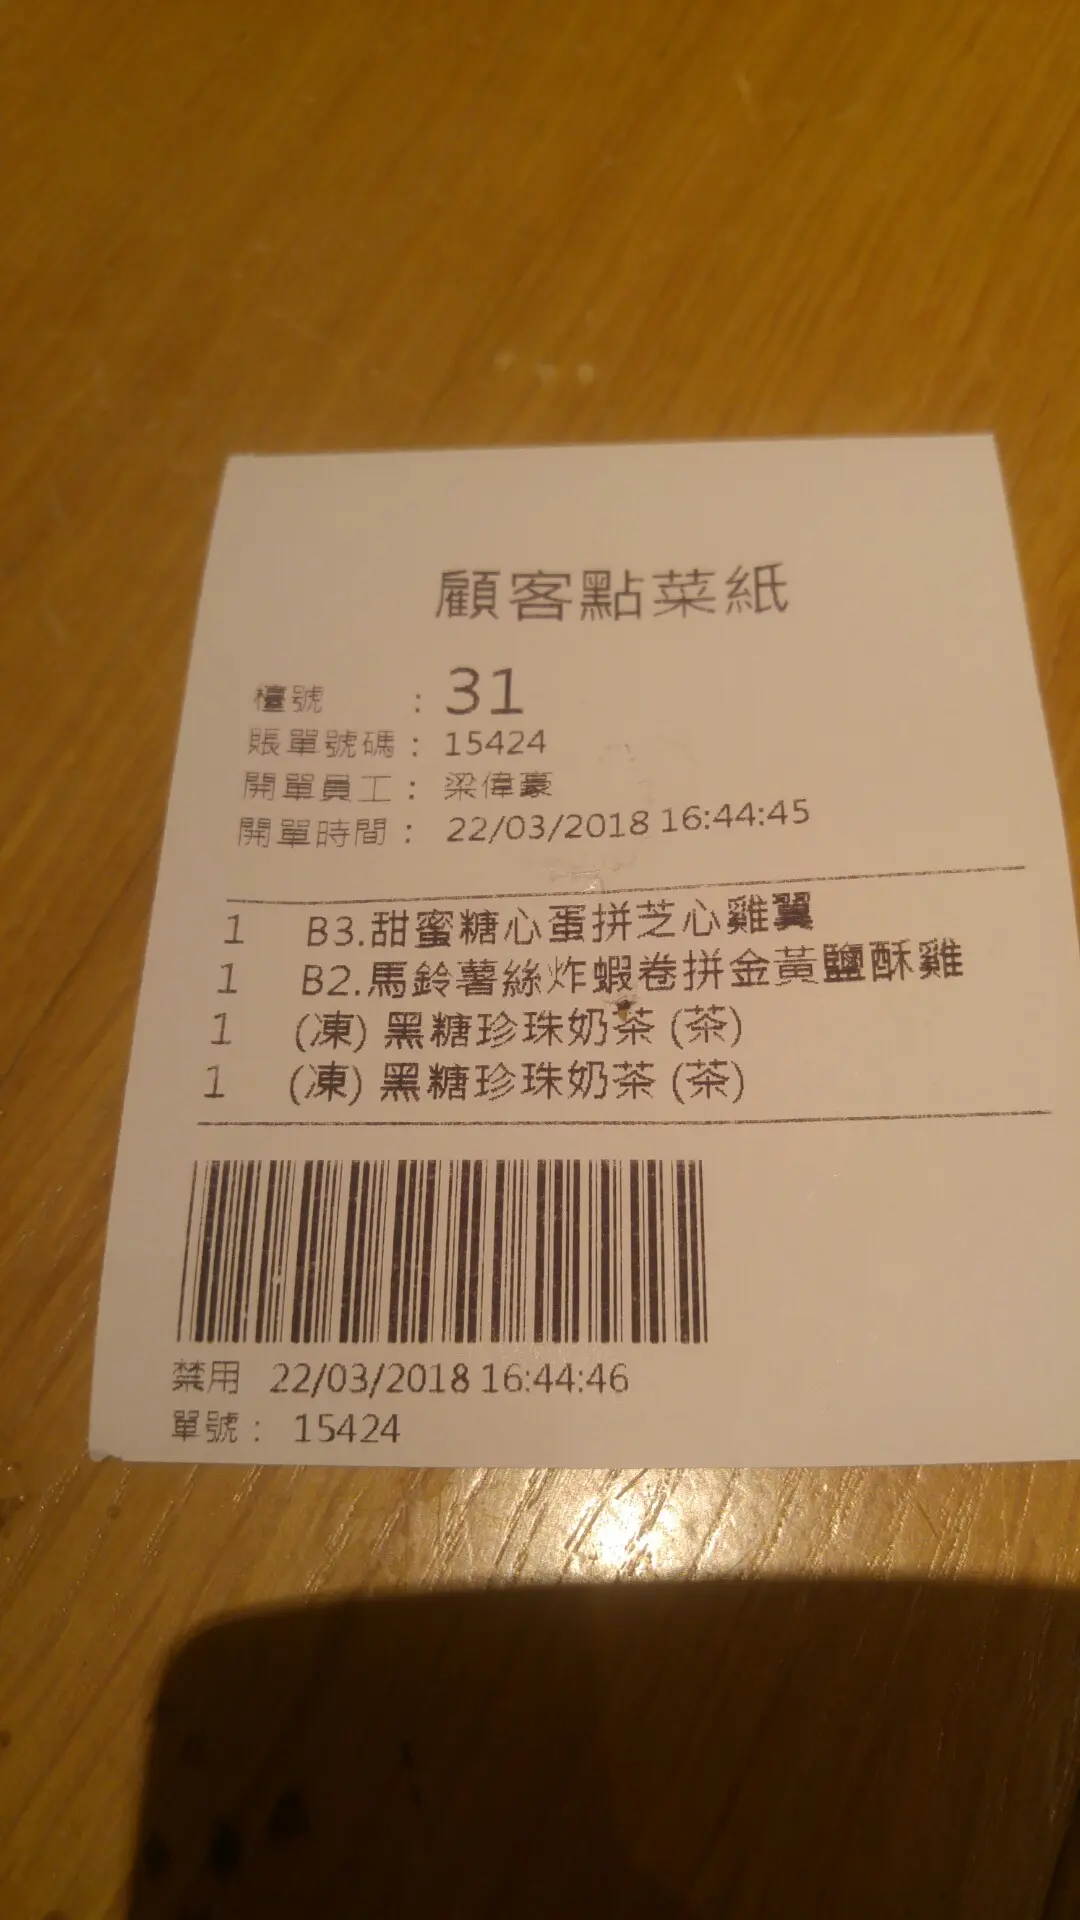 顧客點菜紙
檯號 : 31
賬單號碼 : 15424
開單員工 : 梁偉豪
開單時間 : 22/03/2018 16:44:45
1 B3.甜蜜糖心蛋拼芝心雞翼
1 B2.馬鈴薯絲炸蝦卷拼金黃鹽酥雞
1 (凍) 黑糖珍珠奶茶 (茶)
1 (凍) 黑糖珍珠奶茶 (茶)
禁用 22/03/2018 16:44:46
單號 : 15424